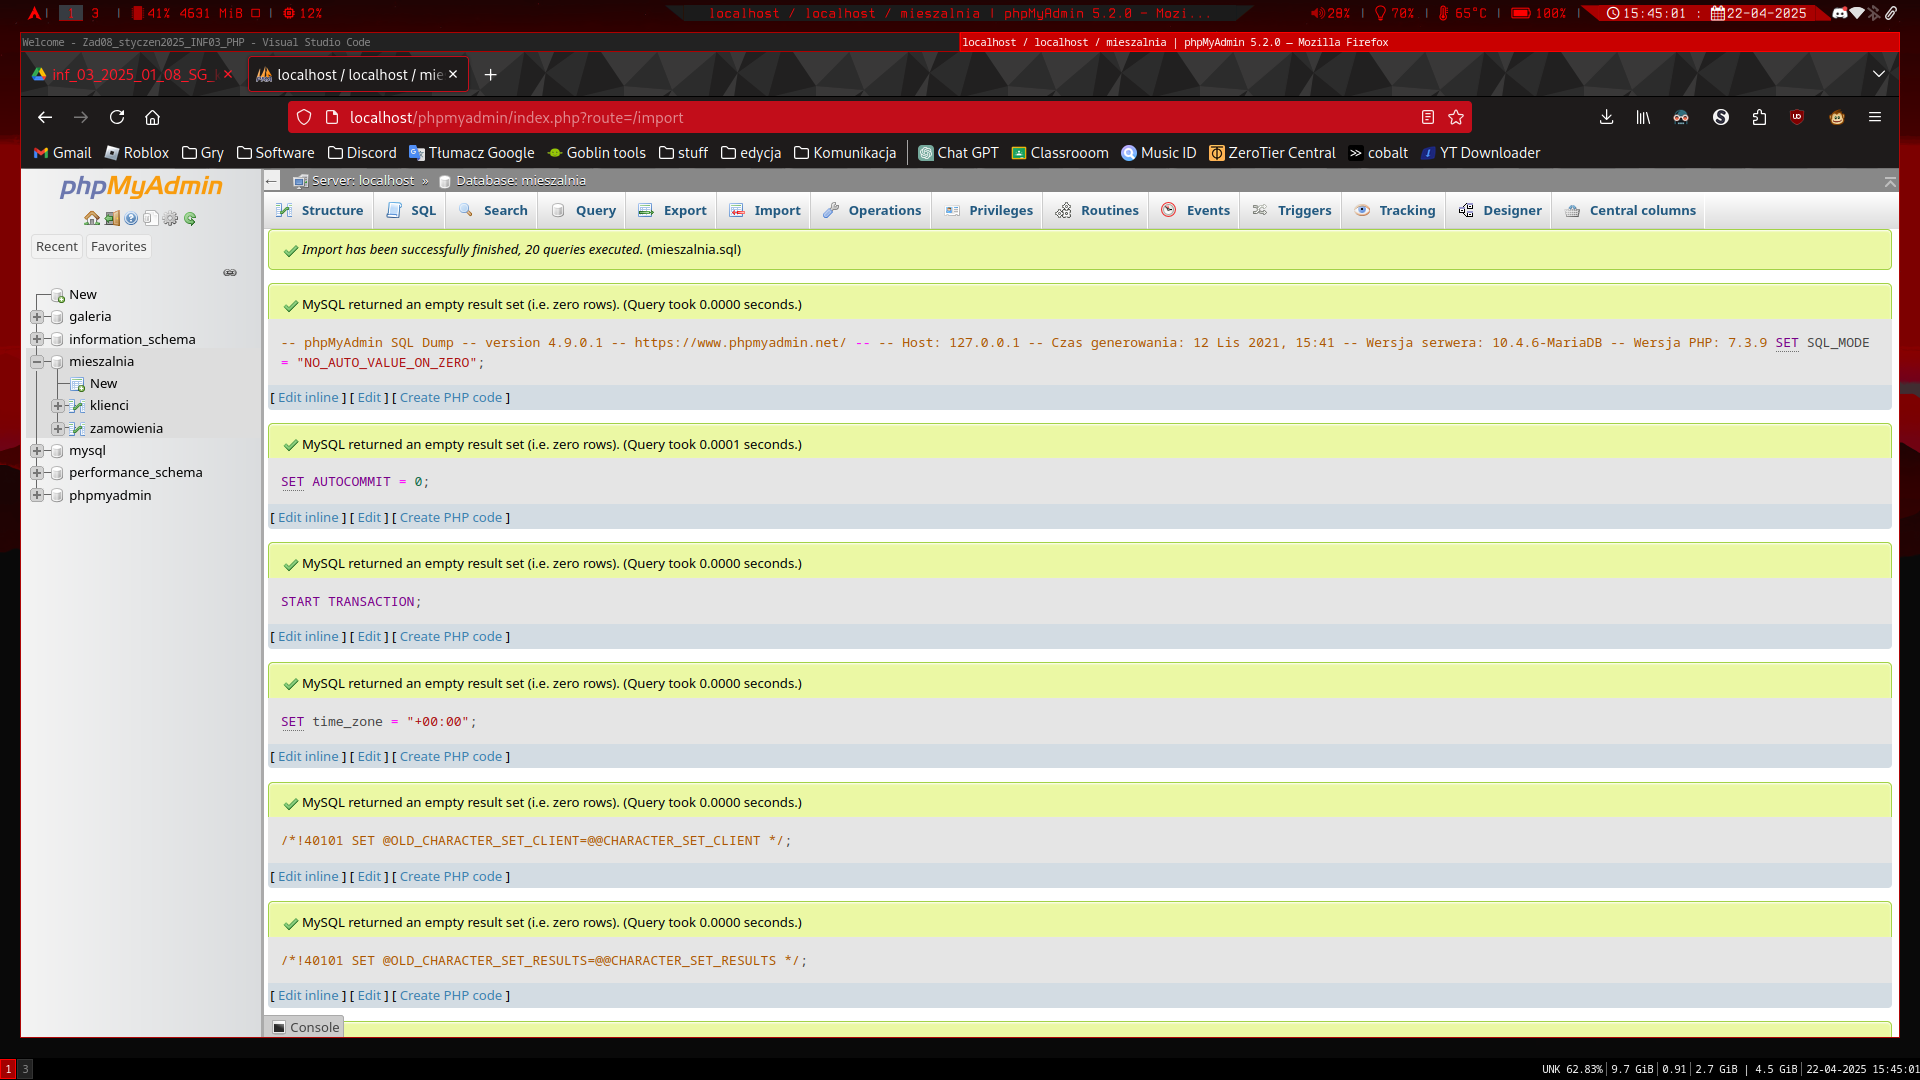 1 3 41% 4631 MiB 12% localhost / localhost / mieszalnia | phpMyAdmin 5.2.0 — Mozi... 28% 70% 65°C 100% 15:45:01 : 22-04-2025
Welcome - Zad08_styczen2025_INF03_PHP - Visual Studio Code localhost / localhost / mieszalnia | phpMyAdmin 5.2.0 — Mozilla Firefox
inf_03_2025_01_08_SG_ localhost / localhost / mie
localhost/phpmyadmin/index.php?route=/import
Gmail Roblox Gry Software Discord Tłumacz Google Goblin tools stuff edycja Komunikacja Chat GPT Classrooom Music ID ZeroTier Central cobalt YT Downloader
phpMyAdmin
Recent Favorites
New
galeria
information_schema
mieszalnia
New
klienci
zamowienia
mysql
performance_schema
phpmyadmin
Server: localhost » Database: mieszalnia
Structure SQL Search Query Export Import Operations Privileges Routines Events Triggers Tracking Designer Central columns
Import has been successfully finished, 20 queries executed. (mieszalnia.sql)
MySQL returned an empty result set (i.e. zero rows). (Query took 0.0000 seconds.)
-- phpMyAdmin SQL Dump -- version 4.9.0.1 -- https://www.phpmyadmin.net/ -- -- Host: 127.0.0.1 -- Czas generowania: 12 Lis 2021, 15:41 -- Wersja serwera: 10.4.6-MariaDB -- Wersja PHP: 7.3.9 SET SQL_MODE
= "NO_AUTO_VALUE_ON_ZERO";
[ Edit inline ] [ Edit ] [ Create PHP code ]
MySQL returned an empty result set (i.e. zero rows). (Query took 0.0001 seconds.)
SET AUTOCOMMIT = 0;
[ Edit inline ] [ Edit ] [ Create PHP code ]
MySQL returned an empty result set (i.e. zero rows). (Query took 0.0000 seconds.)
START TRANSACTION;
[ Edit inline ] [ Edit ] [ Create PHP code ]
MySQL returned an empty result set (i.e. zero rows). (Query took 0.0000 seconds.)
SET time_zone = "+00:00";
[ Edit inline ] [ Edit ] [ Create PHP code ]
MySQL returned an empty result set (i.e. zero rows). (Query took 0.0000 seconds.)
/*!40101 SET @OLD_CHARACTER_SET_CLIENT=@@CHARACTER_SET_CLIENT */;
[ Edit inline ] [ Edit ] [ Create PHP code ]
MySQL returned an empty result set (i.e. zero rows). (Query took 0.0000 seconds.)
/*!40101 SET @OLD_CHARACTER_SET_RESULTS=@@CHARACTER_SET_RESULTS */;
[ Edit inline ] [ Edit ] [ Create PHP code ]
Console
1 3 UNK 62.83% | 9.7 GiB | 0.91 | 2.7 GiB | 4.5 GiB | 22-04-2025 15:45:01